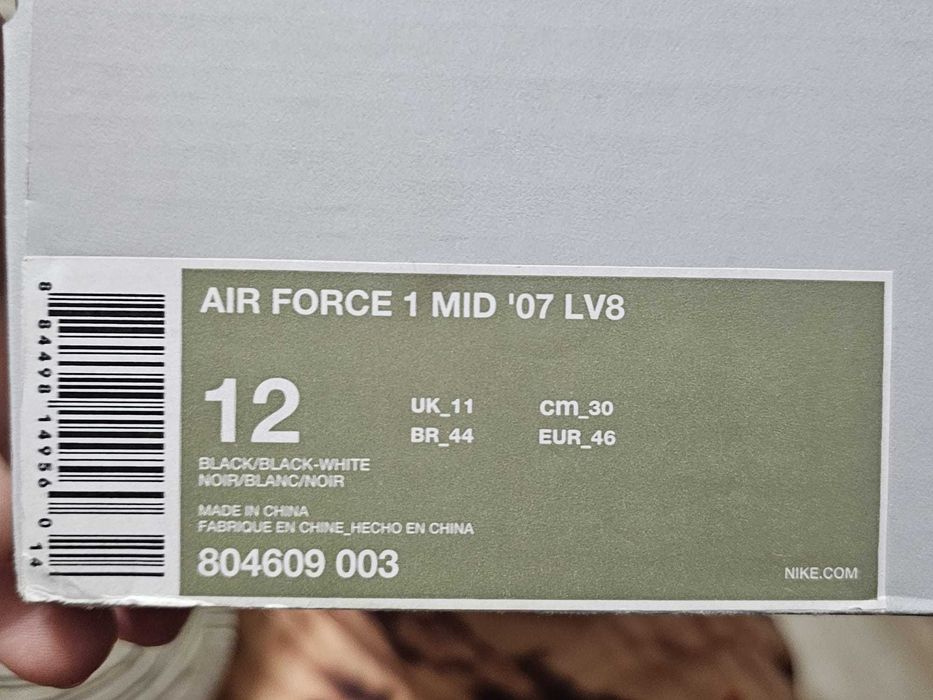 AIR FORCE 1 MID '07 LV8
12
UK_11
cm_30
BR_44
EUR_46
BLACK/BLACK-WHITE
NOIR/BLANC/NOIR
MADE IN CHINA
FABRIQUE EN CHINE_HECHO EN CHINA
804609 003
NIKE.COM
8 84498 14956 0 14